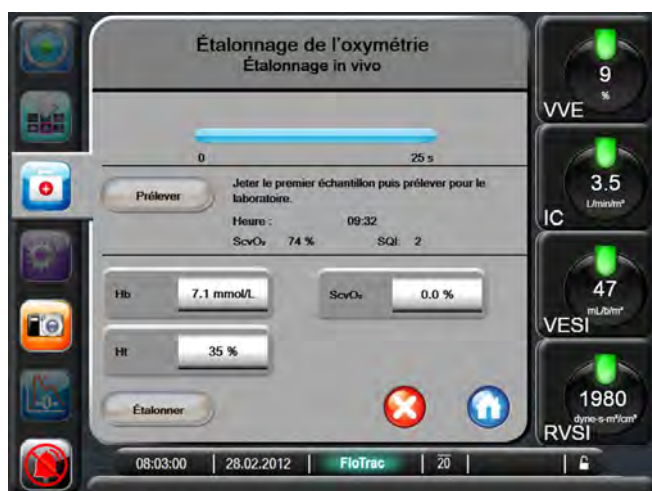 Étalonnage de l'oxymétrie
Étalonnage in vivo
0 25 s
Prélever
Jeter le premier échantillon puis prélever pour le
laboratoire.
Heure : 09:32
ScvO₂ 74 % SQI: 2
Hb 7.1 mmol/L
ScvO₂ 0.0 %
Ht 35 %
Étalonner
9
%
VVE
3.5
L/min/m²
IC
47
mL/b/m²
VESI
1980
dyne-s-m²/cm⁵
RVSI
-0-
08:03:00 | 28.02.2012 | FloTrac | 20 |